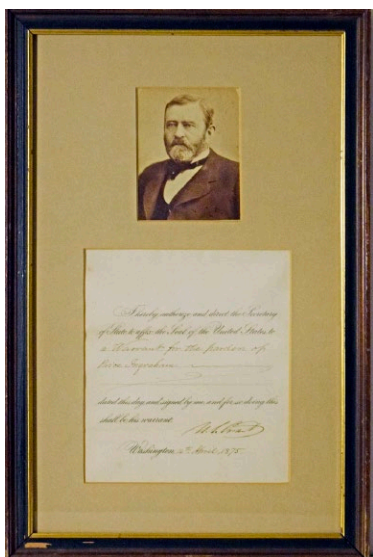 I hereby authorize and direct the Secretary
of State to affix the Seal of the United States, to
a Warrant for the pardon of
dated this day and signed by me, and for so doing this
shall be his warrant.
U. S. Grant
Washington, April 1875